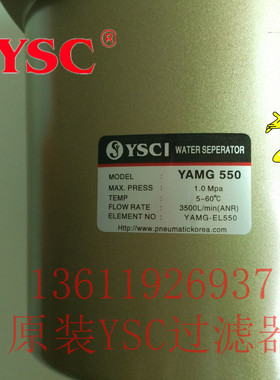 YSC
YSCI WATER SEPERATOR
MODEL YAMG 550
MAX. PRESS : 1.0 Mpa
TEMP : 5~60℃
FLOW RATE : 3500L/min(ANR)
ELEMENT NO : YAMG-EL550
Http://www.pneumatickorea.com
13611926937
原装YSC过滤器